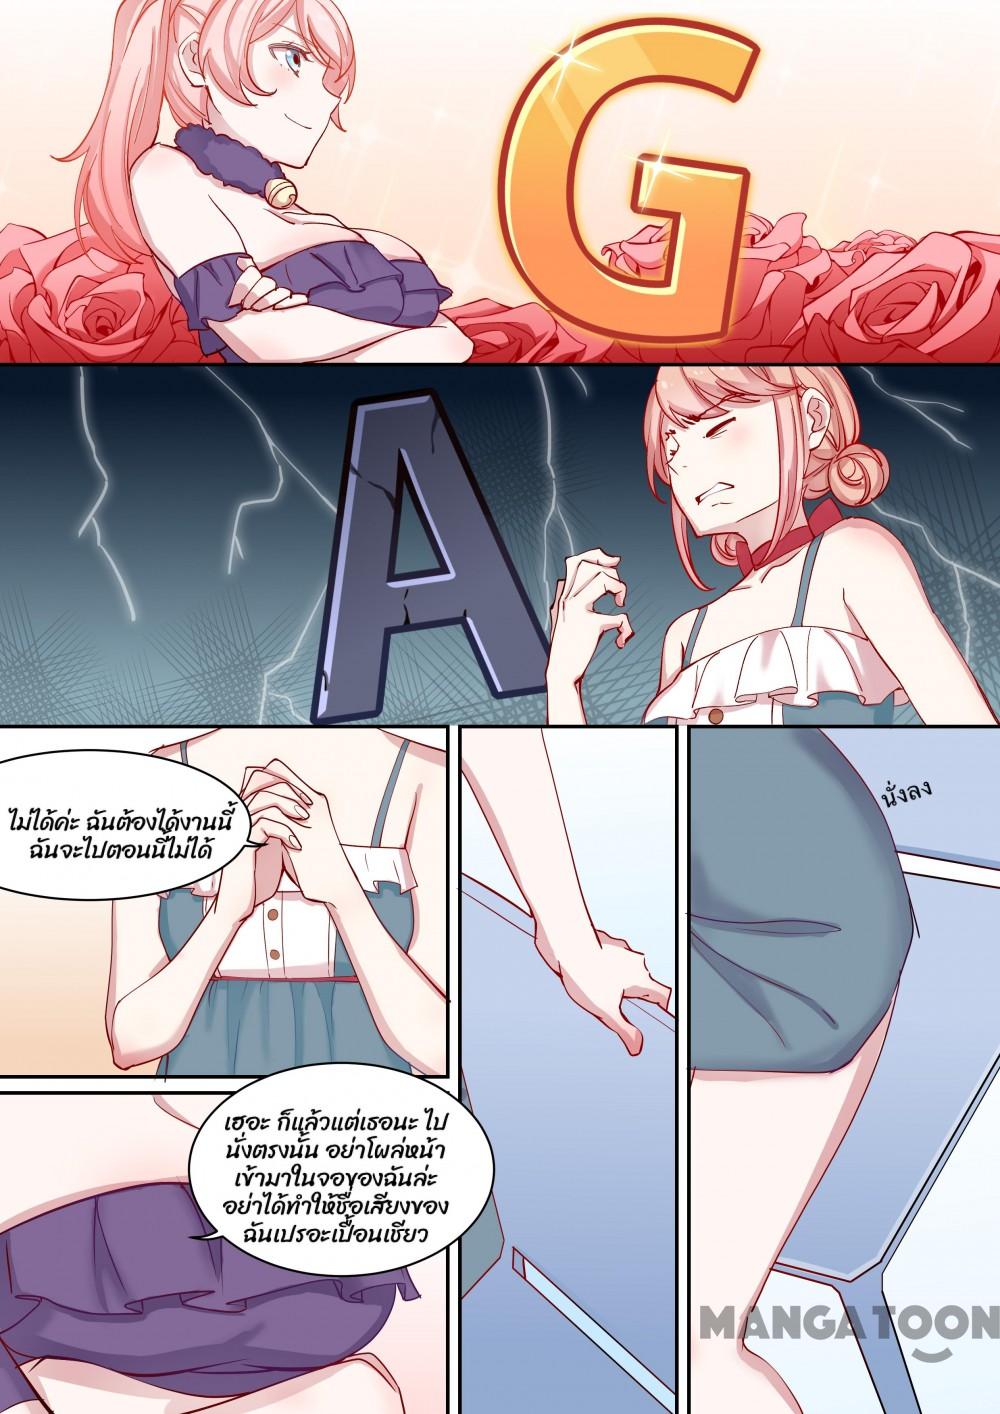 G
A
ไม่ได้ค่ะ ฉันต้องได้งานนี้
ฉันจะไปตอนนี้ไม่ได้
นั่งลง
เฮอะ ก็แล้วแต่เธอนะ ไป
นั่งตรงนั้น อย่าโผล่หน้า
เข้ามาในจอของฉันล่ะ
อย่าได้ทำให้ชื่อเสียงของ
ฉันเปรอะเปื้อนเชียว
MANGATOON